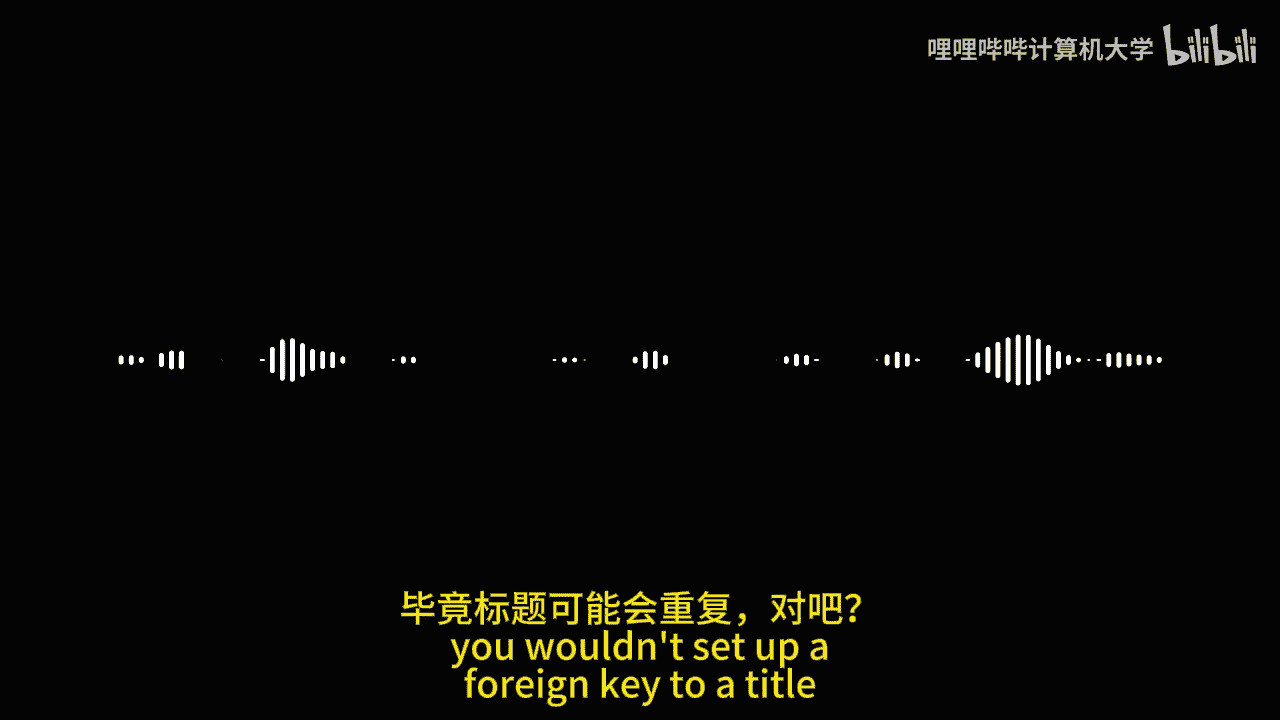 哩哩哔哔计算机大学 bilibili
毕竟标题可能会重复，对吧？
you wouldn't set up a
foreign key to a title